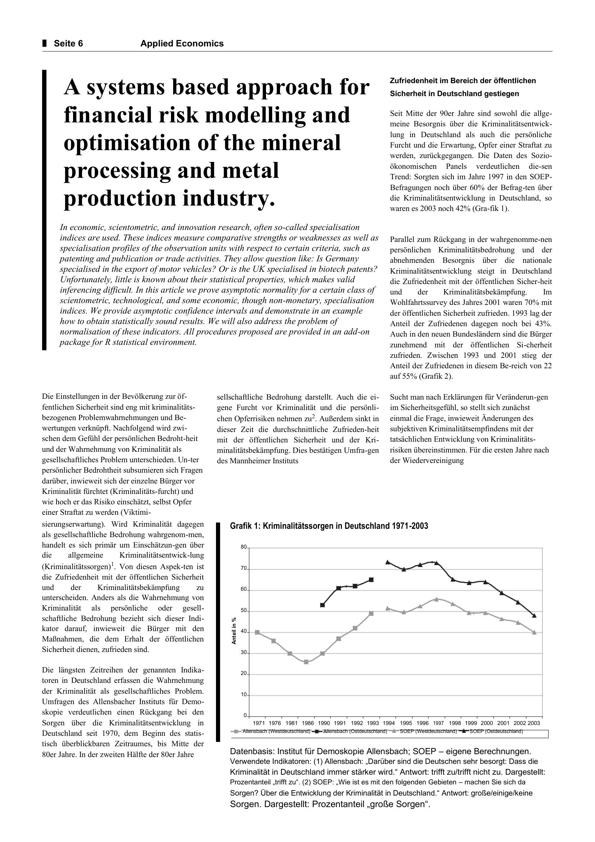 Seite 6
Applied Economics
A systems based approach for
financial risk modelling and
optimisation of the mineral
processing and metal
production industry.
In economic, scientometric, and innovation research, often so-called specialisation
indices are used. These indices measure comparative strengths or weaknesses as well as
specialisation profiles of the observation units with respect to certain criteria, such as
patenting and publication or trade activities. They allow question like: Is Germany
specialised in the export of motor vehicles? Or is the UK specialised in biotech patents?
Unfortunately, little is known about their statistical properties, which makes valid
inferencing difficult. In this article we prove asymptotic normality for a certain class of
scientometric, technological, and some economic, though non-monetary, specialisation
indices. We provide asymptotic confidence intervals and demonstrate in an example
how to obtain statistically sound results. We will also address the problem of
normalisation of these indicators. All procedures proposed are provided in an add-on
package for R statistical environment.
Zufriedenheit im Bereich der öffentlichen
Sicherheit in Deutschland gestiegen
Seit Mitte der 90er Jahre sind sowohl die allge-
meine Besorgnis über die Kriminalitätsentwick-
lung in Deutschland als auch die persönliche
Furcht und die Erwartung, Opfer einer Straftat zu
werden, zurückgegangen. Die Daten des Sozio-
ökonomischen Panels verdeutlichen die-sen
Trend: Sorgten sich im Jahre 1997 in den SOEP-
Befragungen noch über 60% der Befrag-ten über
die Kriminalitätsentwicklung in Deutschland, so
waren es 2003 noch 42% (Gra-fik 1).
Parallel zum Rückgang in der wahrgenomme-nen
persönlichen Kriminalitätsbedrohung und der
abnehmenden Besorgnis über die nationale
Kriminalitätsentwicklung steigt in Deutschland
die Zufriedenheit mit der öffentlichen Sicher-heit
und der Kriminalitätsbekämpfung. Im
Wohlfahrtssurvey des Jahres 2001 waren 70% mit
der öffentlichen Sicherheit zufrieden. 1993 lag der
Anteil der Zufriedenen dagegen noch bei 43%.
Auch in den neuen Bundesländern sind die Bürger
zunehmend mit der öffentlichen Si-cherheit
zufrieden. Zwischen 1993 und 2001 stieg der
Anteil der Zufriedenen in diesem Be-reich von 22
auf 55% (Grafik 2).
Die Einstellungen in der Bevölkerung zur öf-
fentlichen Sicherheit sind eng mit kriminalitäts-
bezogenen Problemwahrnehmungen und Be-
wertungen verknüpft. Nachfolgend wird zwi-
schen dem Gefühl der persönlichen Bedroht-heit
und der Wahrnehmung von Kriminalität als
gesellschaftliches Problem unterschieden. Un-ter
persönlicher Bedrohtheit subsumieren sich Fragen
darüber, inwieweit sich der einzelne Bürger vor
Kriminalität fürchtet (Kriminalitäts-furcht) und
wie hoch er das Risiko einschätzt, selbst Opfer
einer Straftat zu werden (Viktimi-
sierungserwartung). Wird Kriminalität dagegen
als gesellschaftliche Bedrohung wahrgenom-men,
handelt es sich primär um Einschätzun-gen über
die allgemeine Kriminalitätsentwick-lung
(Kriminalitätssorgen)1. Von diesen Aspek-ten ist
die Zufriedenheit mit der öffentlichen Sicherheit
und der Kriminalitätsbekämpfung zu
unterscheiden. Anders als die Wahrnehmung von
Kriminalität als persönliche oder gesell-
schaftliche Bedrohung bezieht sich dieser Indi-
kator darauf, inwieweit die Bürger mit den
Maßnahmen, die dem Erhalt der öffentlichen
Sicherheit dienen, zufrieden sind.
Die längsten Zeitreihen der genannten Indika-
toren in Deutschland erfassen die Wahrnehmung
der Kriminalität als gesellschaftliches Problem.
Umfragen des Allensbacher Instituts für Demo-
skopie verdeutlichen einen Rückgang bei den
Sorgen über die Kriminalitätsentwicklung in
Deutschland seit 1970, dem Beginn des statis-
tisch überblickbaren Zeitraumes, bis Mitte der
80er Jahre. In der zweiten Hälfte der 80er Jahre
sellschaftliche Bedrohung darstellt. Auch die ei-
gene Furcht vor Kriminalität und die persönli-
chen Opferrisiken nehmen zu2. Außerdem sinkt in
dieser Zeit die durchschnittliche Zufrieden-heit
mit der öffentlichen Sicherheit und der Kri-
minalitätsbekämpfung. Dies bestätigen Umfra-gen
des Mannheimer Instituts
Sucht man nach Erklärungen für Veränderun-gen
im Sicherheitsgefühl, so stellt sich zunächst
einmal die Frage, inwieweit Änderungen des
subjektiven Kriminalitätsempfindens mit der
tatsächlichen Entwicklung von Kriminalitäts-
risiken übereinstimmen. Für die ersten Jahre nach
der Wiedervereinigung
Grafik 1: Kriminalitätssorgen in Deutschland 1971-2003
Anteil in %
80
70
60
50
40
30
20
10
0
1971 1976 1981 1986 1990 1991 1992 1993 1994 1995 1996 1997 1998 1999 2000 2001 2002 2003
Allensbach (Westdeutschland) Allensbach (Ostdeutschland) SOEP (Westdeutschland) SOEP (Ostdeutschland)
Datenbasis: Institut für Demoskopie Allensbach; SOEP – eigene Berechnungen.
Verwendete Indikatoren: (1) Allensbach: „Darüber sind die Deutschen sehr besorgt: Dass die
Kriminalität in Deutschland immer stärker wird.“ Antwort: trifft zu/trifft nicht zu. Dargestellt:
Prozentanteil „trifft zu“. (2) SOEP: „Wie ist es mit den folgenden Gebieten – machen Sie sich da
Sorgen? Über die Entwicklung der Kriminalität in Deutschland.“ Antwort: große/einige/keine
Sorgen. Dargestellt: Prozentanteil „große Sorgen“.